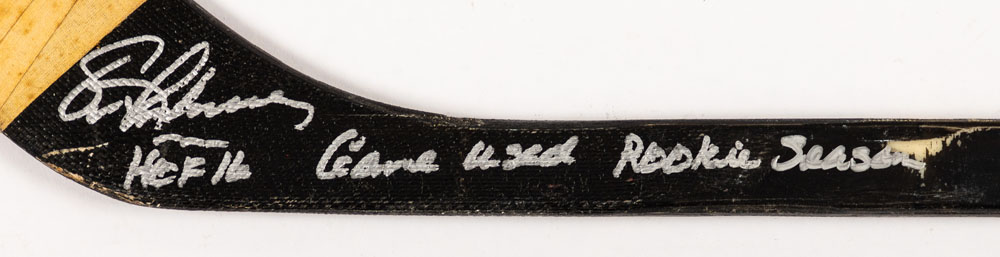 HOF 16 Game Used Rookie Season